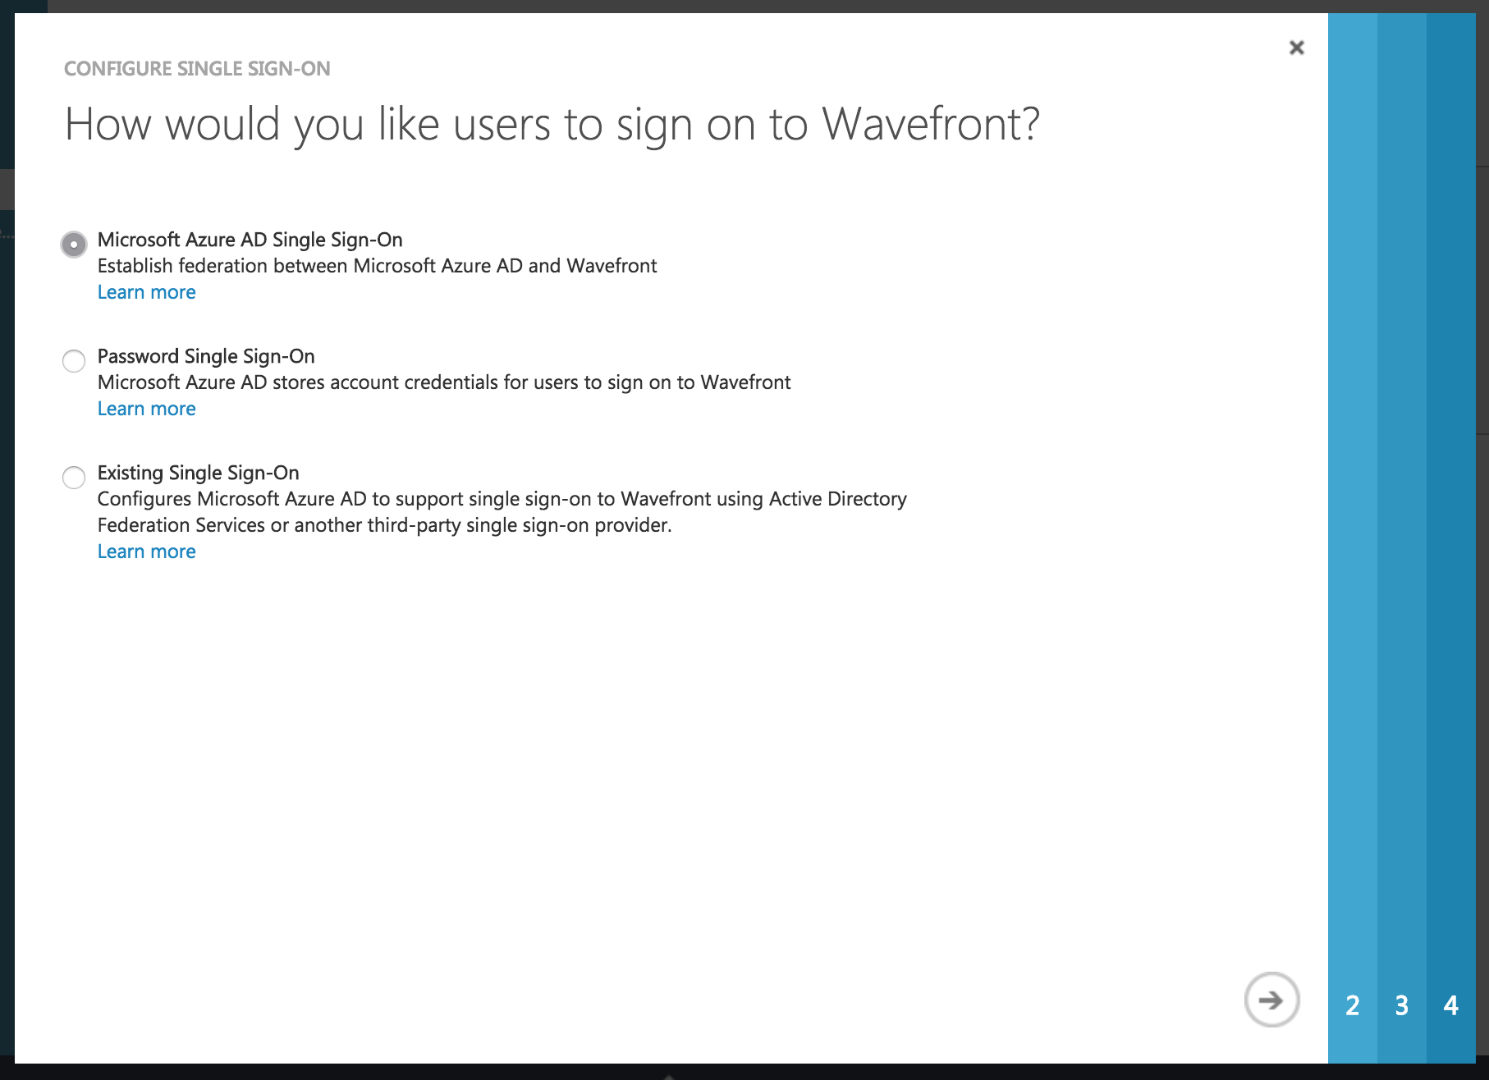 CONFIGURE SINGLE SIGN-ON
How would you like users to sign on to Wavefront?
Microsoft Azure AD Single Sign-On
Establish federation between Microsoft Azure AD and Wavefront
Learn more
Password Single Sign-On
Microsoft Azure AD stores account credentials for users to sign on to Wavefront
Learn more
Existing Single Sign-On
Configures Microsoft Azure AD to support single sign-on to Wavefront using Active Directory
Federation Services or another third-party single sign-on provider.
Learn more
2 3 4